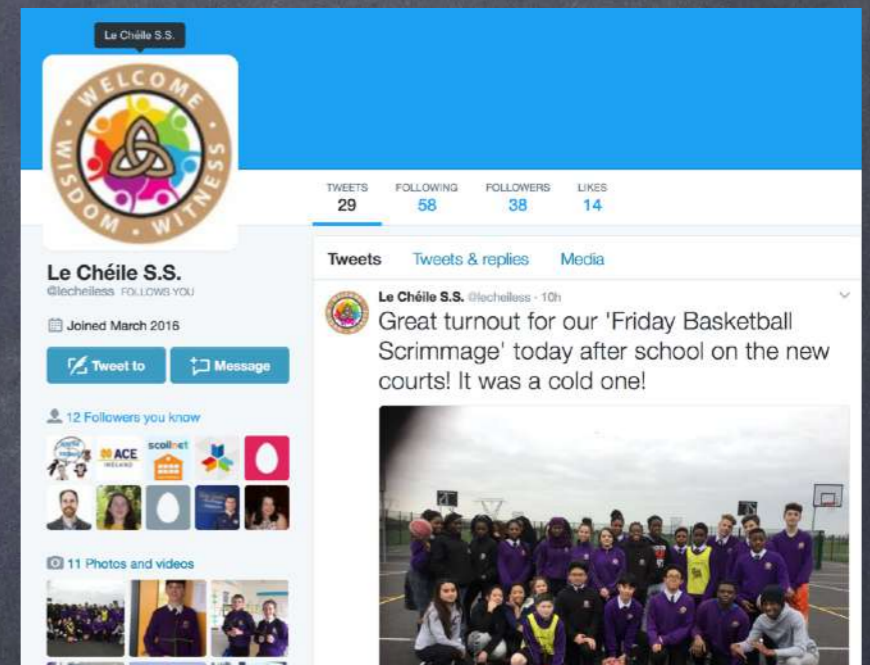 Le Chéile S.S.
WELCOME · WITNESS · WISDOM ·
TWEETS FOLLOWING FOLLOWERS LIKES
29 58 38 14
Tweets Tweets & replies Media
Le Chéile S.S.
@lecheiless FOLLOWS YOU
Joined March 2016
Tweet to Message
12 Followers you know
ACE
IRELAND
scoilnet
11 Photos and videos
Le Chéile S.S. @lecheiless · 10h
Great turnout for our 'Friday Basketball
Scrimmage' today after school on the new
courts! It was a cold one!